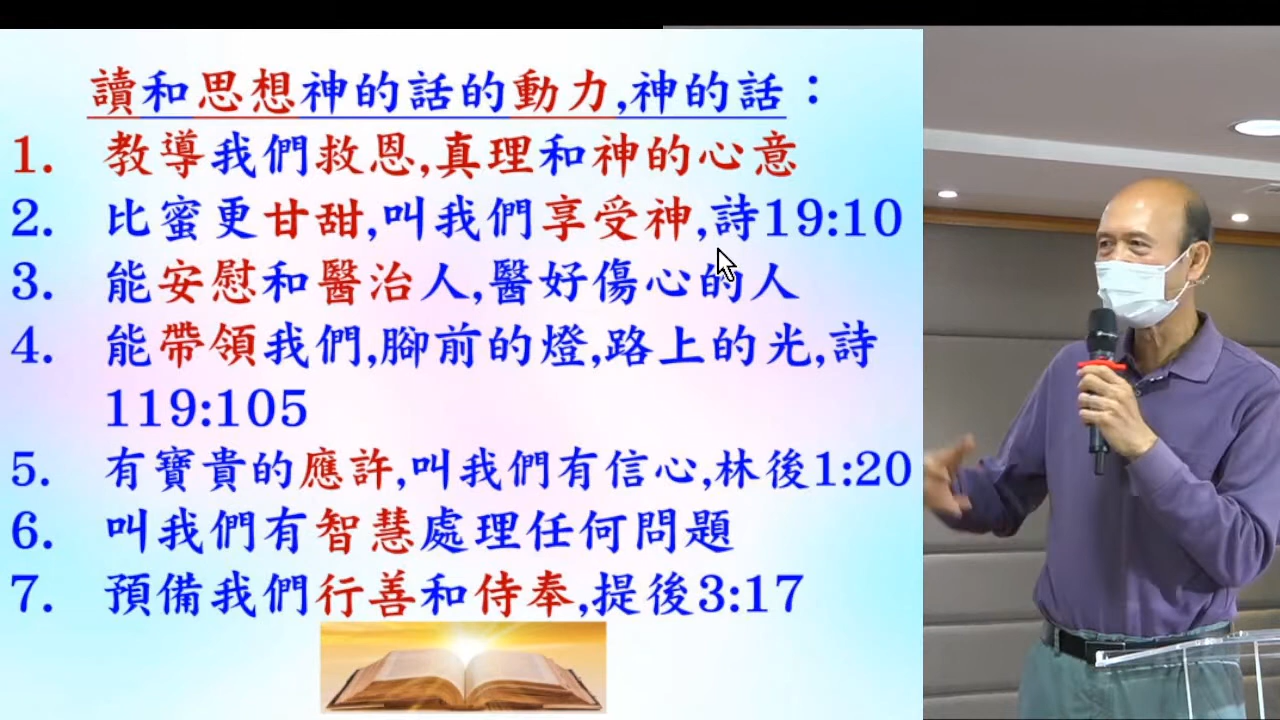 讀和思想神的話的動力,神的話：
1. 教導我們救恩,真理和神的心意
2. 比蜜更甘甜,叫我們享受神,詩19:10
3. 能安慰和醫治人,醫好傷心的人
4. 能帶領我們,腳前的燈,路上的光,詩
119:105
5. 有寶貴的應許,叫我們有信心,林後1:20
6. 叫我們有智慧處理任何問題
7. 預備我們行善和侍奉,提後3:17